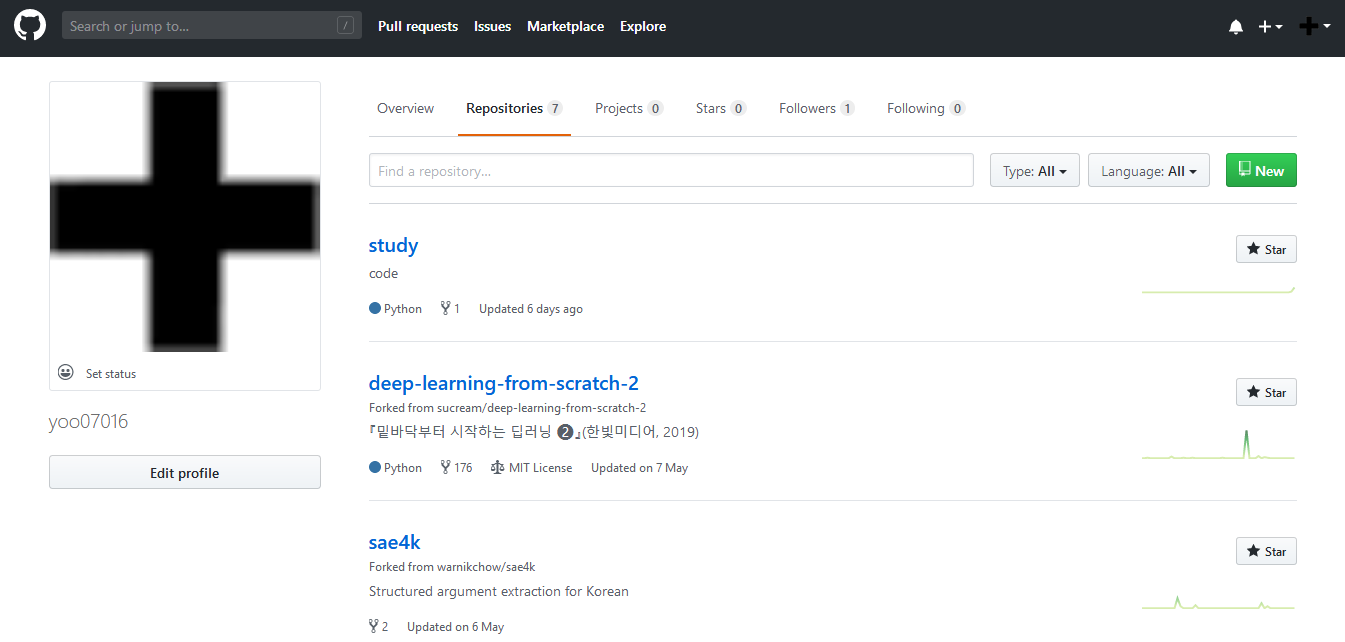 Search or jump to... /
Pull requests Issues Marketplace Explore
Overview Repositories 7 Projects 0 Stars 0 Followers 1 Following 0
Find a repository... Type: All Language: All New
Set status
yoo07016
Edit profile
study Star
code
Python 1 Updated 6 days ago
deep-learning-from-scratch-2 Star
Forked from sucream/deep-learning-from-scratch-2
『밑바닥부터 시작하는 딥러닝 ❷』(한빛미디어, 2019)
Python 176 MIT License Updated on 7 May
sae4k Star
Forked from warnikchow/sae4k
Structured argument extraction for Korean
2 Updated on 6 May